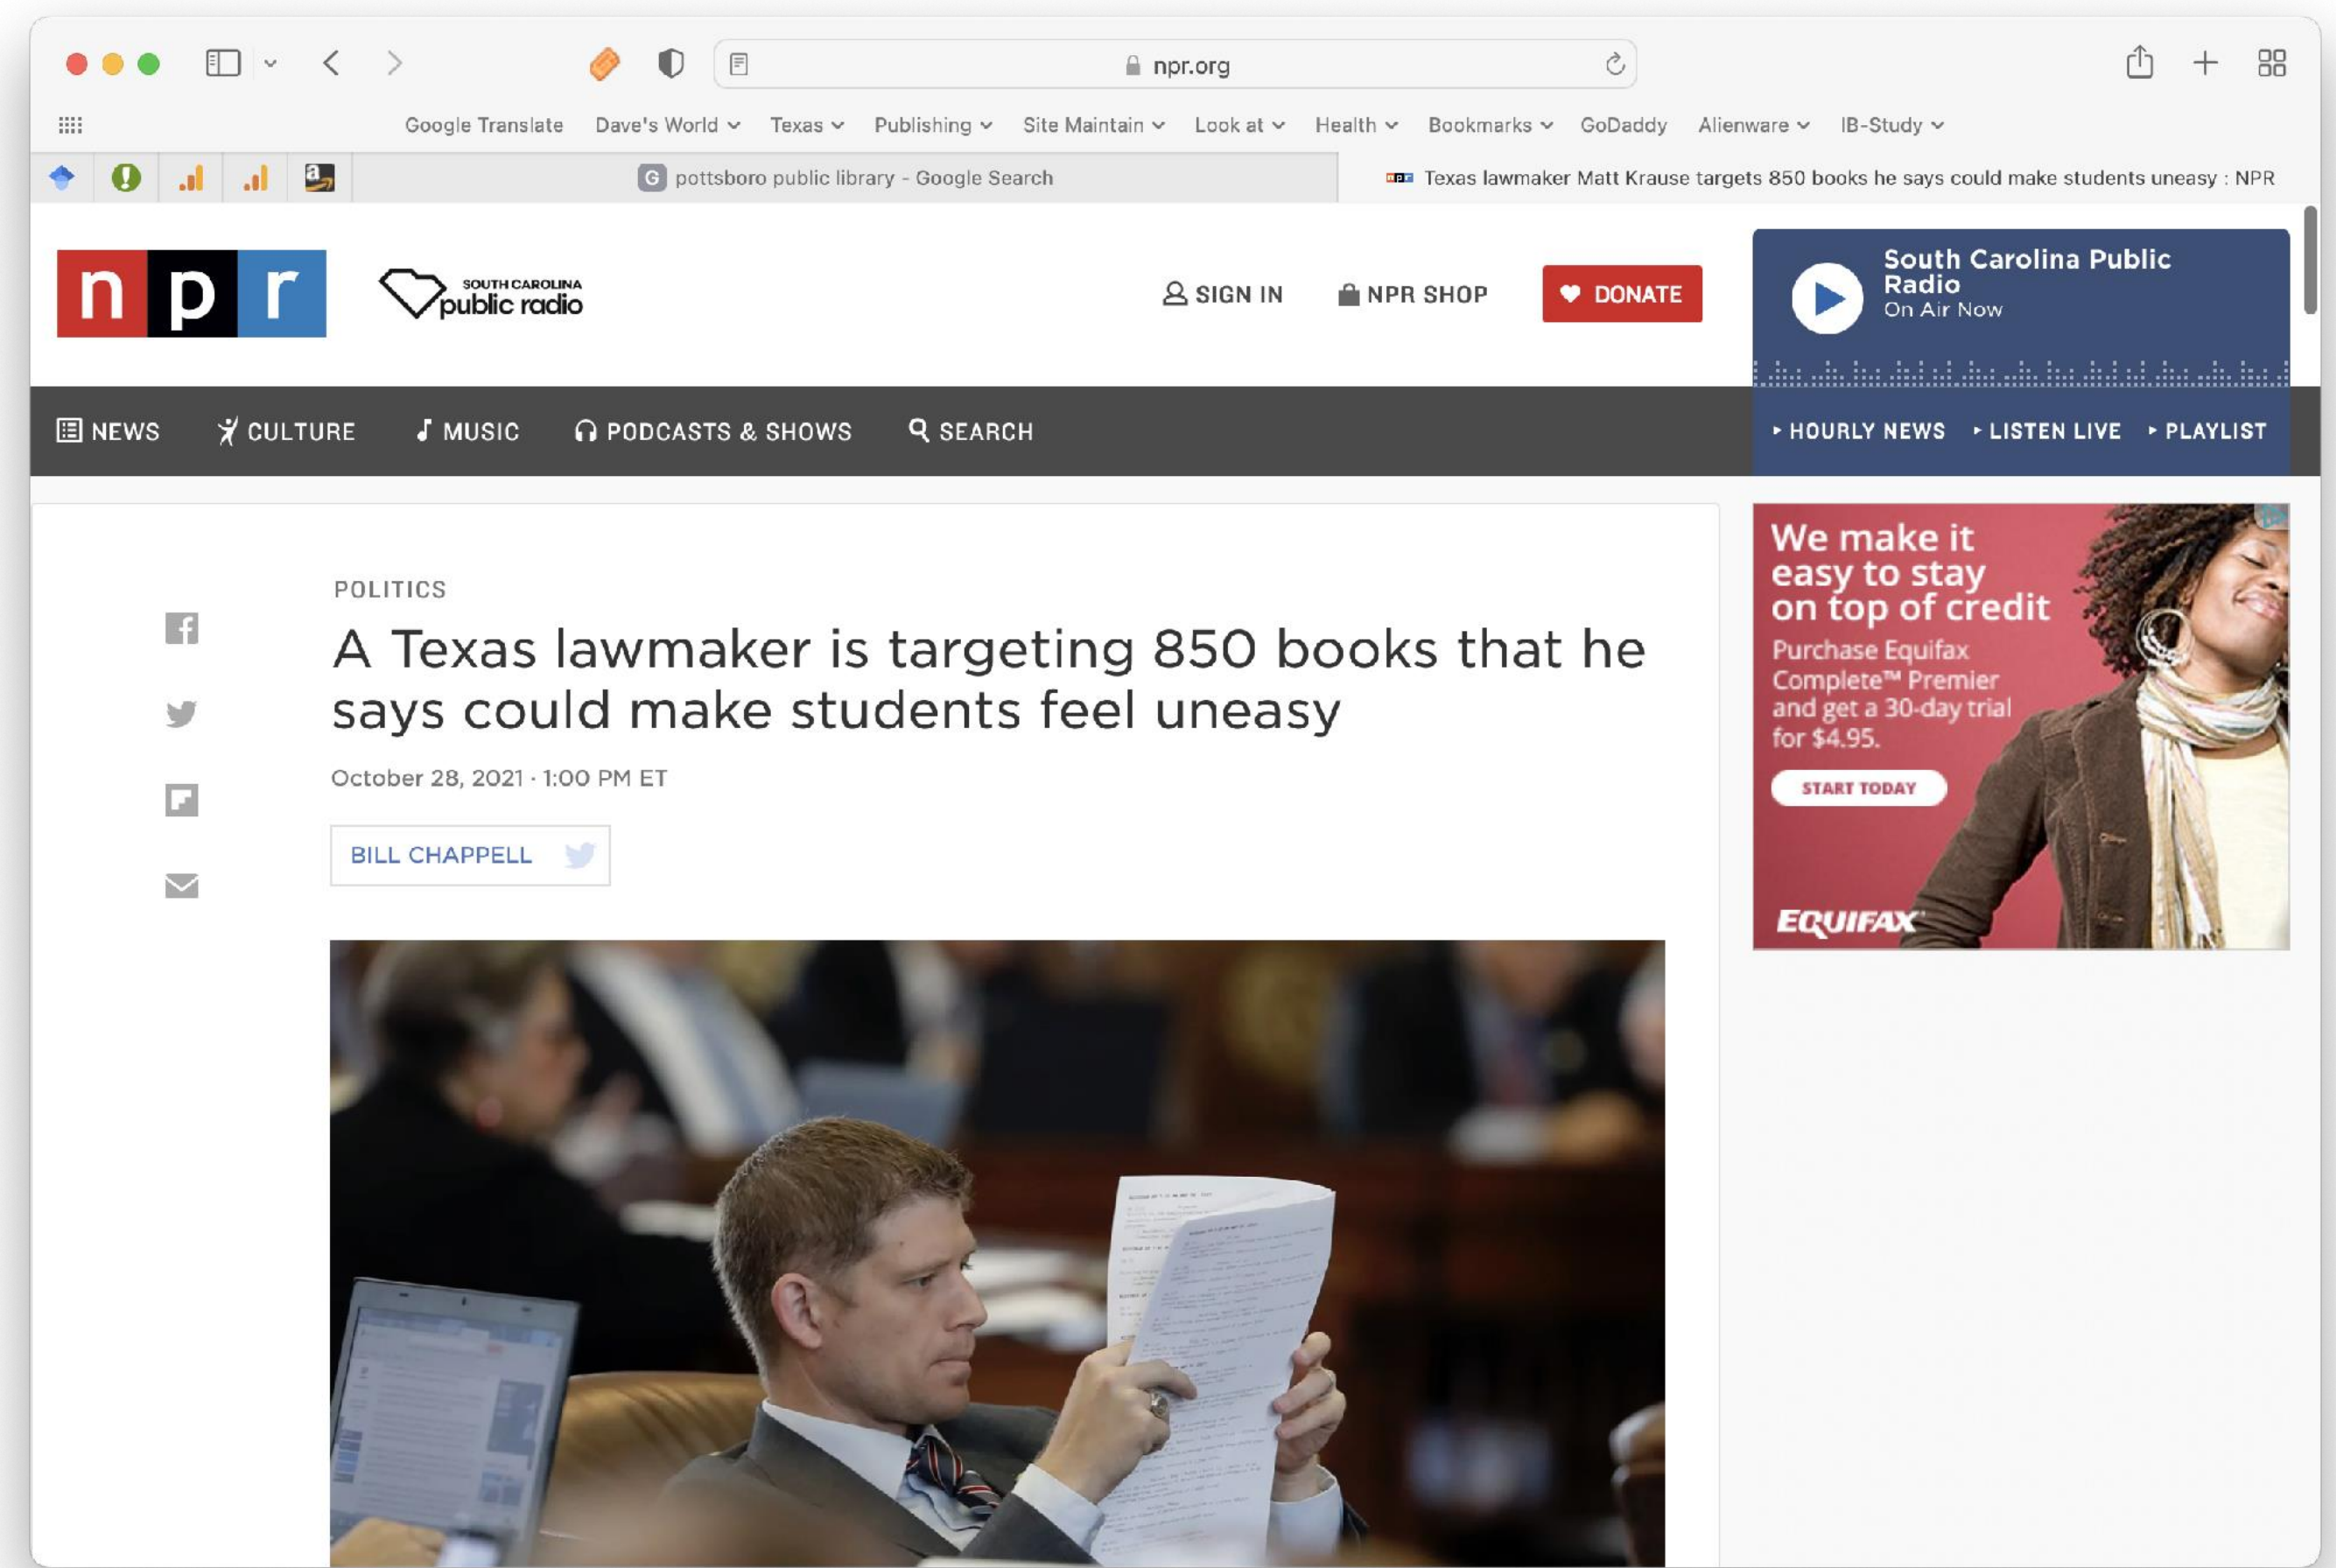 npr.org
Google Translate Dave's World Texas Publishing Site Maintain Look at Health Bookmarks GoDaddy Alienware IB-Study
a G pottsboro public library - Google Search npr Texas lawmaker Matt Krause targets 850 books he says could make students uneasy : NPR
npr
SOUTH CAROLINA
public radio
SIGN IN NPR SHOP DONATE
South Carolina Public
Radio
On Air Now
NEWS CULTURE MUSIC PODCASTS & SHOWS SEARCH
HOURLY NEWS LISTEN LIVE PLAYLIST
POLITICS
A Texas lawmaker is targeting 850 books that he
says could make students feel uneasy
October 28, 2021 · 1:00 PM ET
BILL CHAPPELL
We make it
easy to stay
on top of credit
Purchase Equifax
Complete™ Premier
and get a 30-day trial
for $4.95.
START TODAY
EQUIFAX